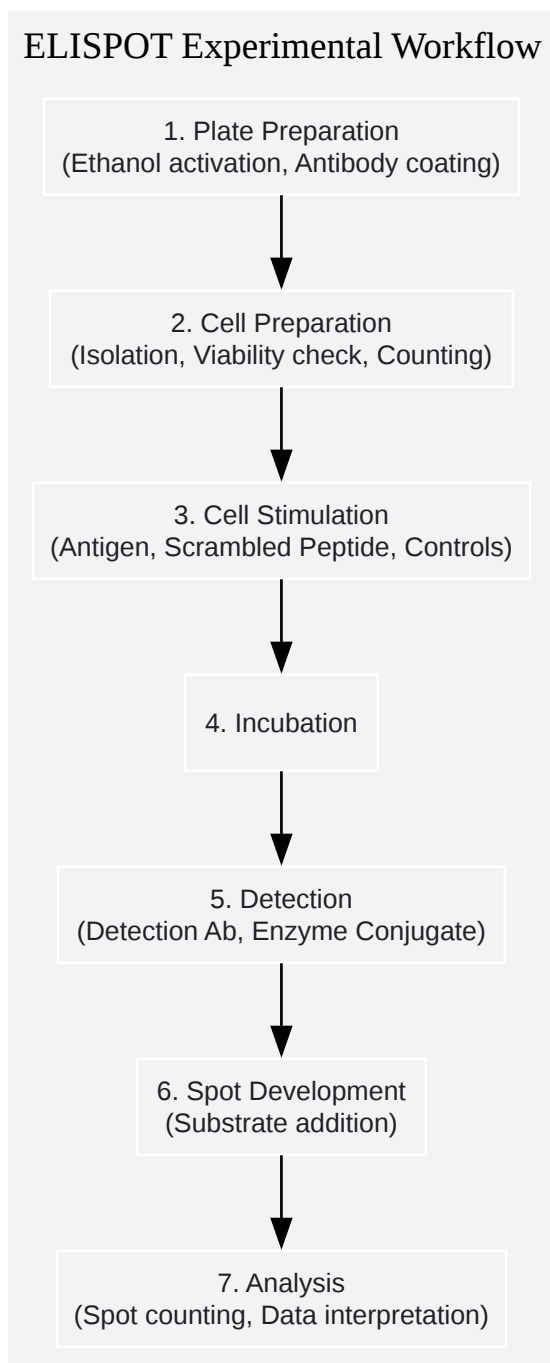 ELISPOT Experimental Workflow
1. Plate Preparation
(Ethanol activation, Antibody coating)
2. Cell Preparation
(Isolation, Viability check, Counting)
3. Cell Stimulation
(Antigen, Scrambled Peptide, Controls)
4. Incubation
5. Detection
(Detection Ab, Enzyme Conjugate)
6. Spot Development
(Substrate addition)
7. Analysis
(Spot counting, Data interpretation)